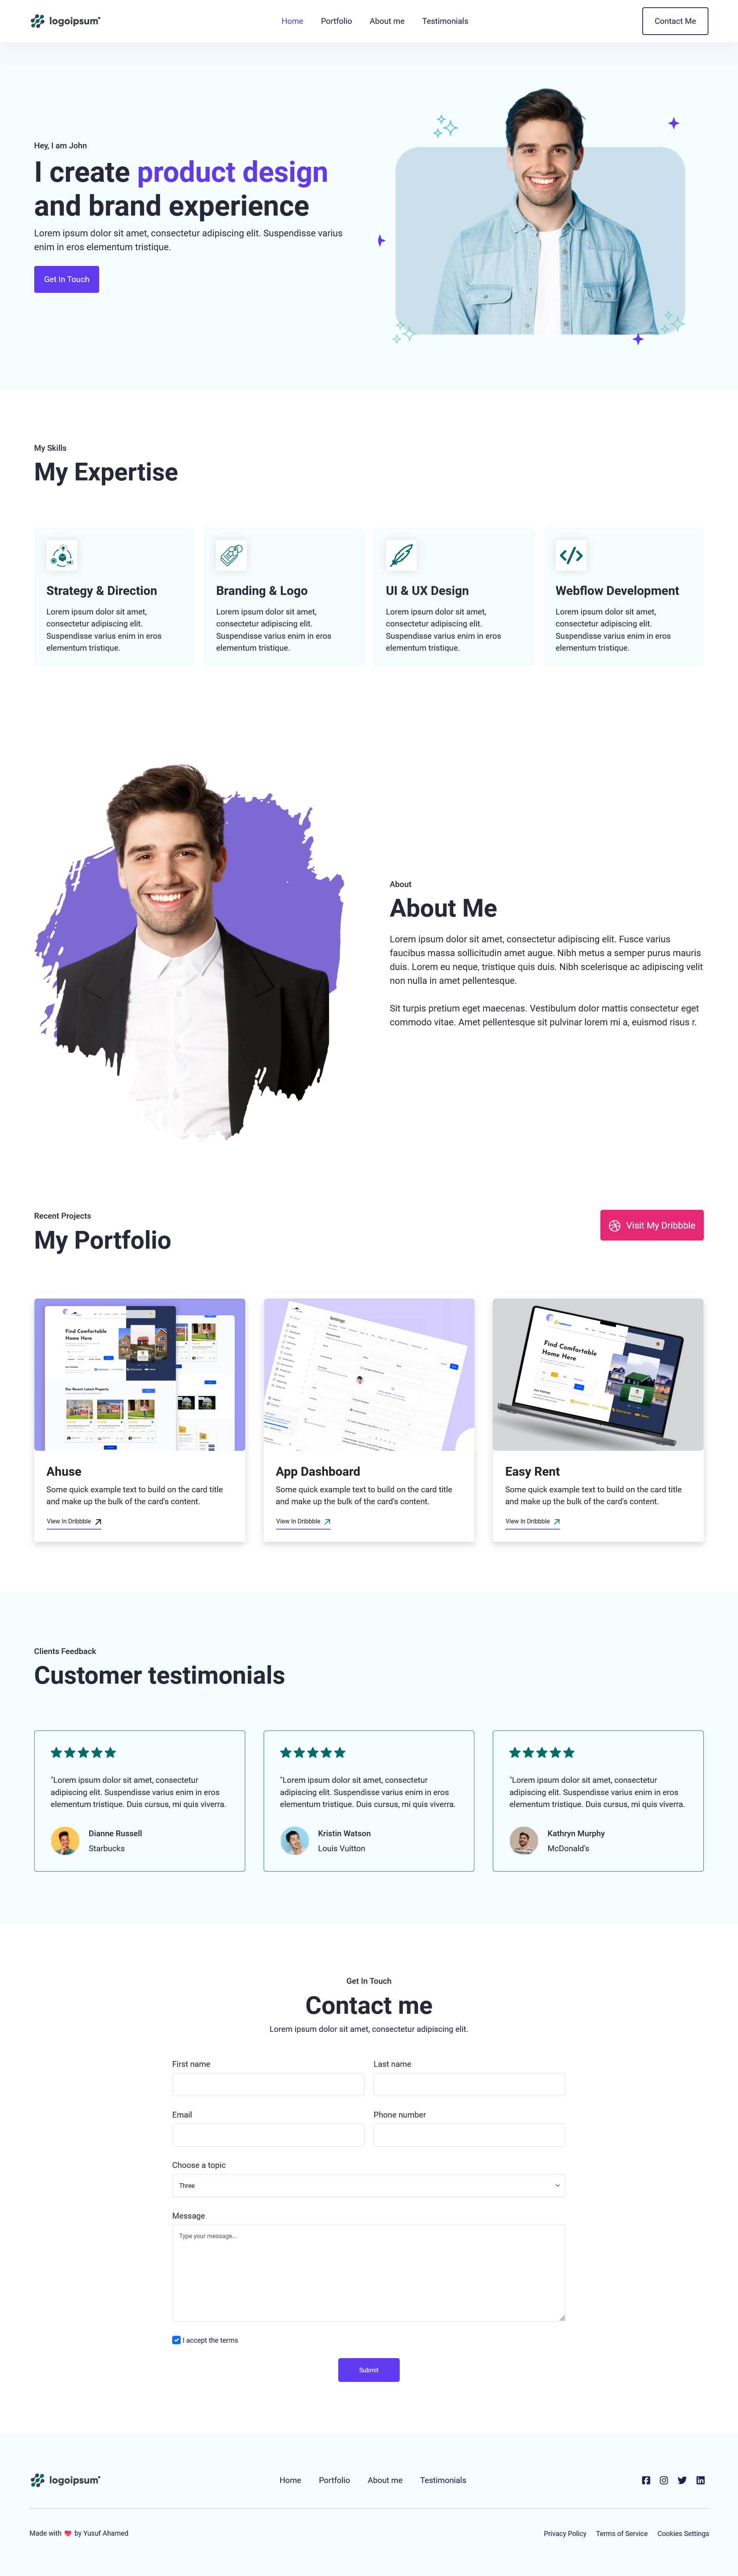 logoipsum
Home Portfolio About me Testimonials
Contact Me
Hey, I am John
I create product design
and brand experience
Lorem ipsum dolor sit amet, consectetur adipiscing elit. Suspendisse varius
enim in eros elementum tristique.
Get In Touch
My Skills
My Expertise
Strategy & Direction
Lorem ipsum dolor sit amet,
consectetur adipiscing elit.
Suspendisse varius enim in eros
elementum tristique.
Branding & Logo
Lorem ipsum dolor sit amet,
consectetur adipiscing elit.
Suspendisse varius enim in eros
elementum tristique.
UI & UX Design
Lorem ipsum dolor sit amet,
consectetur adipiscing elit.
Suspendisse varius enim in eros
elementum tristique.
Webflow Development
Lorem ipsum dolor sit amet,
consectetur adipiscing elit.
Suspendisse varius enim in eros
elementum tristique.
About
About Me
Lorem ipsum dolor sit amet, consectetur adipiscing elit. Fusce varius
faucibus massa sollicitudin amet augue. Nibh metus a semper purus mauris
duis. Lorem eu neque, tristique quis duis. Nibh scelerisque ac adipiscing velit
non nulla in amet pellentesque.
Sit turpis pretium eget maecenas. Vestibulum dolor mattis consectetur eget
commodo vitae. Amet pellentesque sit pulvinar lorem mi a, euismod risus r.
Recent Projects
My Portfolio
Visit My Dribbble
Find Comfortable
Home Here
Our Recent Latest Property
Ahuse
Some quick example text to build on the card title
and make up the bulk of the card's content.
View In Dribbble
Settings
App Dashboard
Some quick example text to build on the card title
and make up the bulk of the card's content.
View In Dribbble
Find Comfortable
Home Here
Easy Rent
Some quick example text to build on the card title
and make up the bulk of the card's content.
View In Dribbble
Clients Feedback
Customer testimonials
"Lorem ipsum dolor sit amet, consectetur
adipiscing elit. Suspendisse varius enim in eros
elementum tristique. Duis cursus, mi quis viverra.
Dianne Russell
Starbucks
"Lorem ipsum dolor sit amet, consectetur
adipiscing elit. Suspendisse varius enim in eros
elementum tristique. Duis cursus, mi quis viverra.
Kristin Watson
Louis Vuitton
"Lorem ipsum dolor sit amet, consectetur
adipiscing elit. Suspendisse varius enim in eros
elementum tristique. Duis cursus, mi quis viverra.
Kathryn Murphy
McDonald's
Get In Touch
Contact me
Lorem ipsum dolor sit amet, consectetur adipiscing elit.
First name
Last name
Email
Phone number
Choose a topic
Three
Message
Type your message...
I accept the terms
Submit
logoipsum
Home Portfolio About me Testimonials
Made with by Yusuf Ahamed
Privacy Policy Terms of Service Cookies Settings